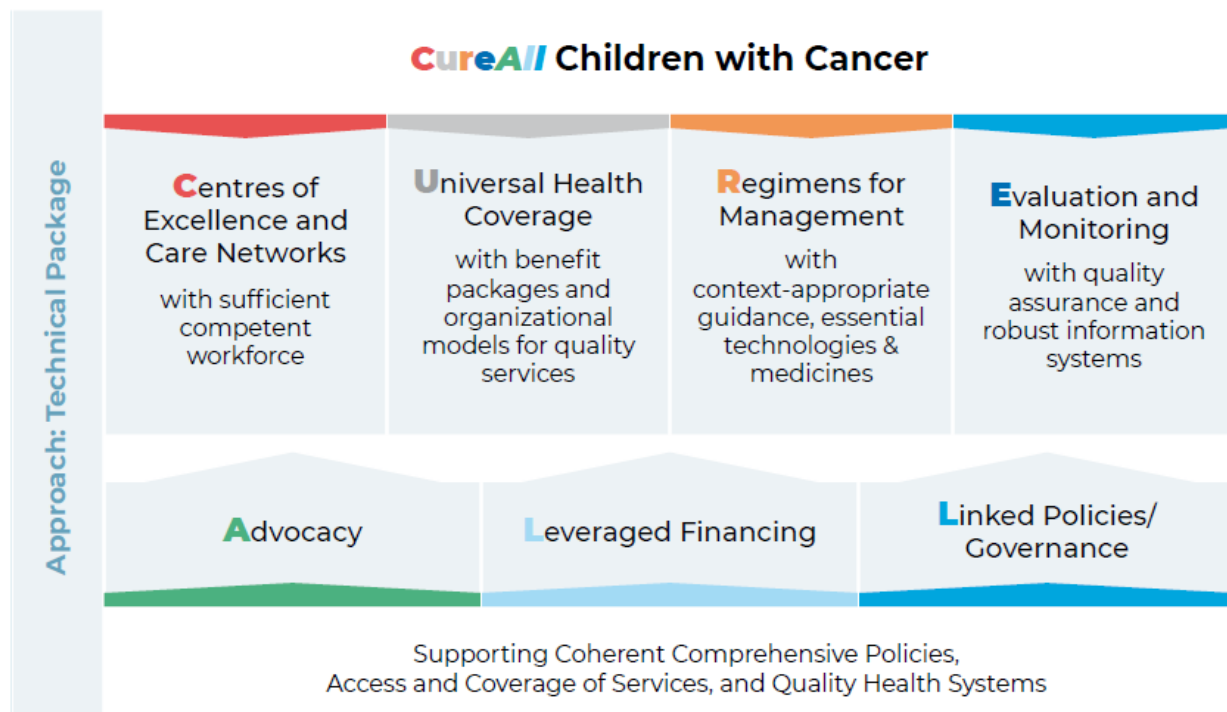 CureAll Children with Cancer
Approach: Technical Package
Centres of
Excellence and
Care Networks
with sufficient
competent
workforce
Universal Health
Coverage
with benefit
packages and
organizational
models for quality
services
Regimens for
Management
with
context-appropriate
guidance, essential
technologies &
medicines
Evaluation and
Monitoring
with quality
assurance and
robust information
systems
Advocacy
Leveraged Financing
Linked Policies/
Governance
Supporting Coherent Comprehensive Policies,
Access and Coverage of Services, and Quality Health Systems